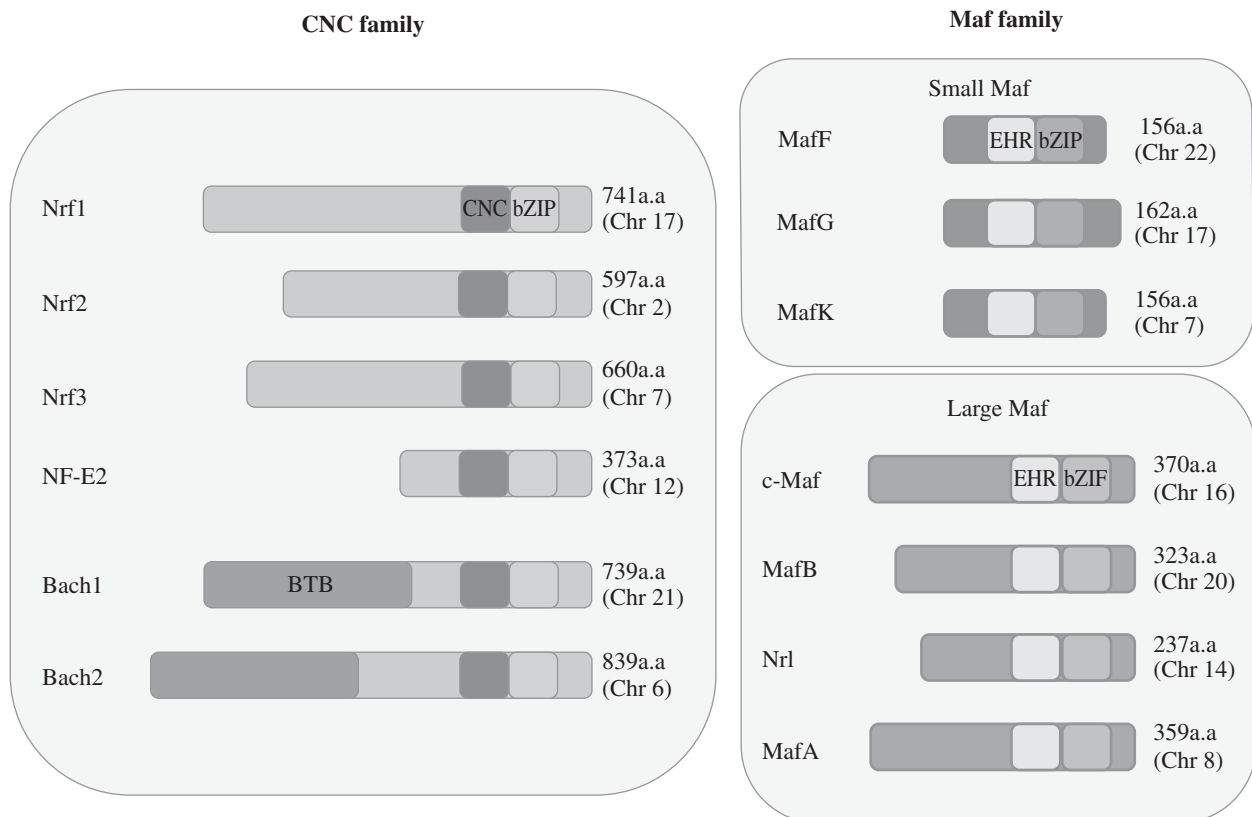 CNC family
Nrf1
CNC bZIP
741a.a
(Chr 17)
Nrf2
597a.a
(Chr 2)
Nrf3
660a.a
(Chr 7)
NF-E2
373a.a
(Chr 12)
Bach1
BTB
739a.a
(Chr 21)
Bach2
839a.a
(Chr 6)
Maf family
Small Maf
MafF
EHR bZIP
156a.a
(Chr 22)
MafG
162a.a
(Chr 17)
MafK
156a.a
(Chr 7)
Large Maf
c-Maf
EHR bZIF
370a.a
(Chr 16)
MafB
323a.a
(Chr 20)
Nrl
237a.a
(Chr 14)
MafA
359a.a
(Chr 8)